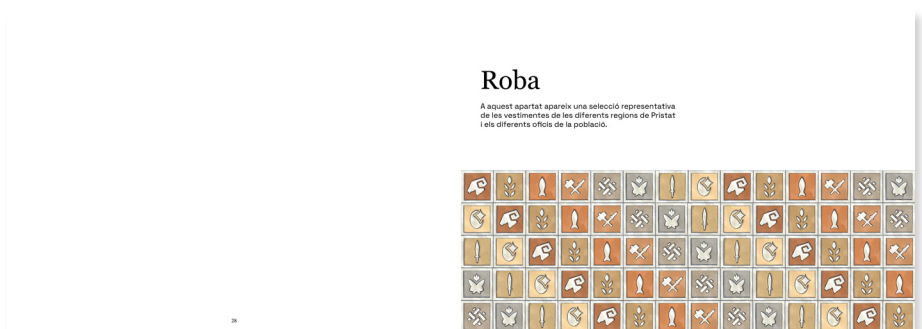 Roba
A aquest apartat apareix una selecció representativa
de les vestimentes de les diferents regions de Pristat
i els diferents oficis de la població.
28